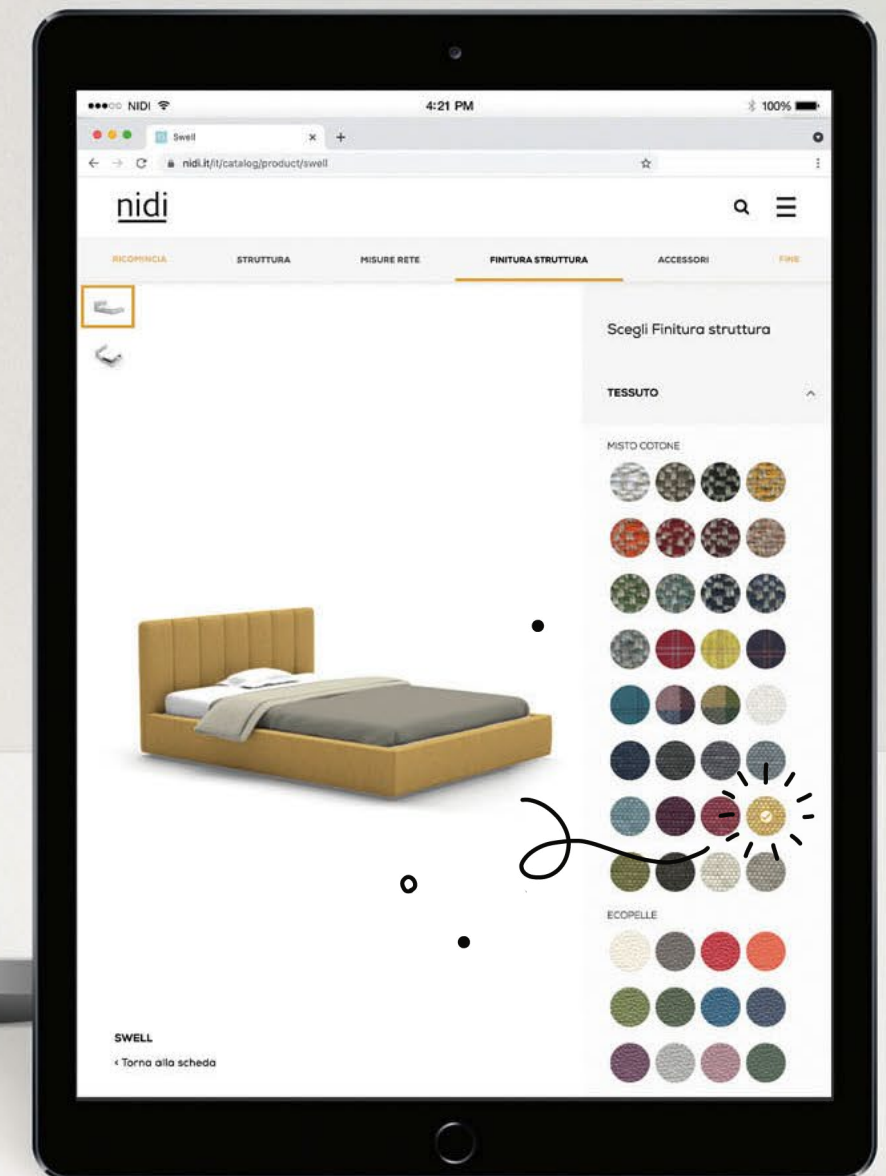 ●●●○○ NIDI 4:21 PM 100%
Swell × +
nidi.it/it/catalog/product/swell
nidi
RICOMINCIA STRUTTURA MISURE RETE FINITURA STRUTTURA ACCESSORI FINE
Scegli Finitura struttura
TESSUTO
MISTO COTONE
ECOPELLE
SWELL
‹ Torna alla scheda